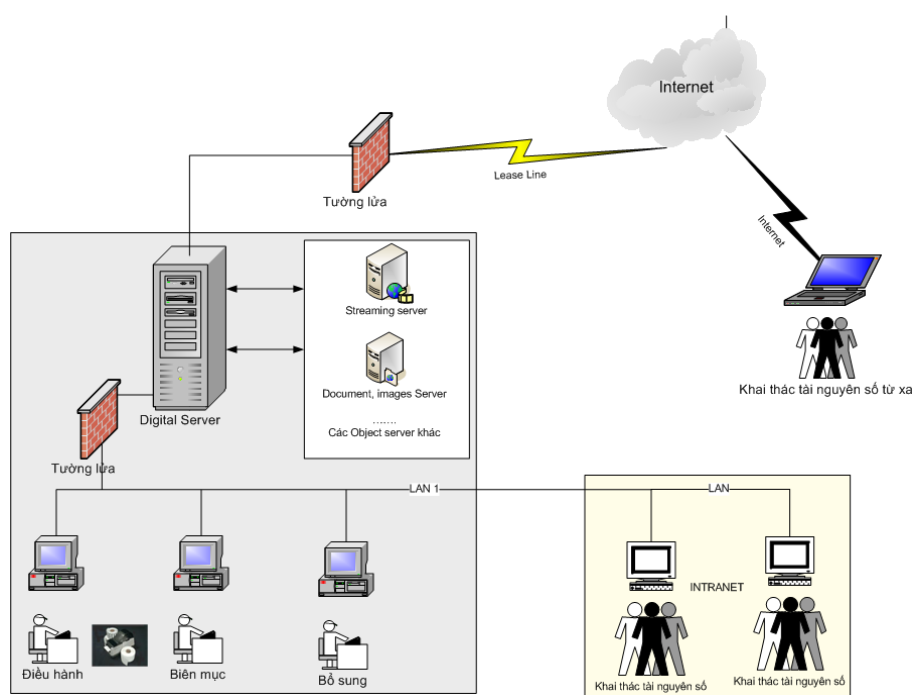 Internet
Lease Line
Tường lửa
Internet
Streaming server
Document, images Server
.......
Các Object server khác
Digital Server
Khai thác tài nguyên số từ xa
Tường lửa
LAN 1
LAN
INTRANET
Điều hành
Biên mục
Bổ sung
Khai thác tài nguyên số
Khai thác tài nguyên số